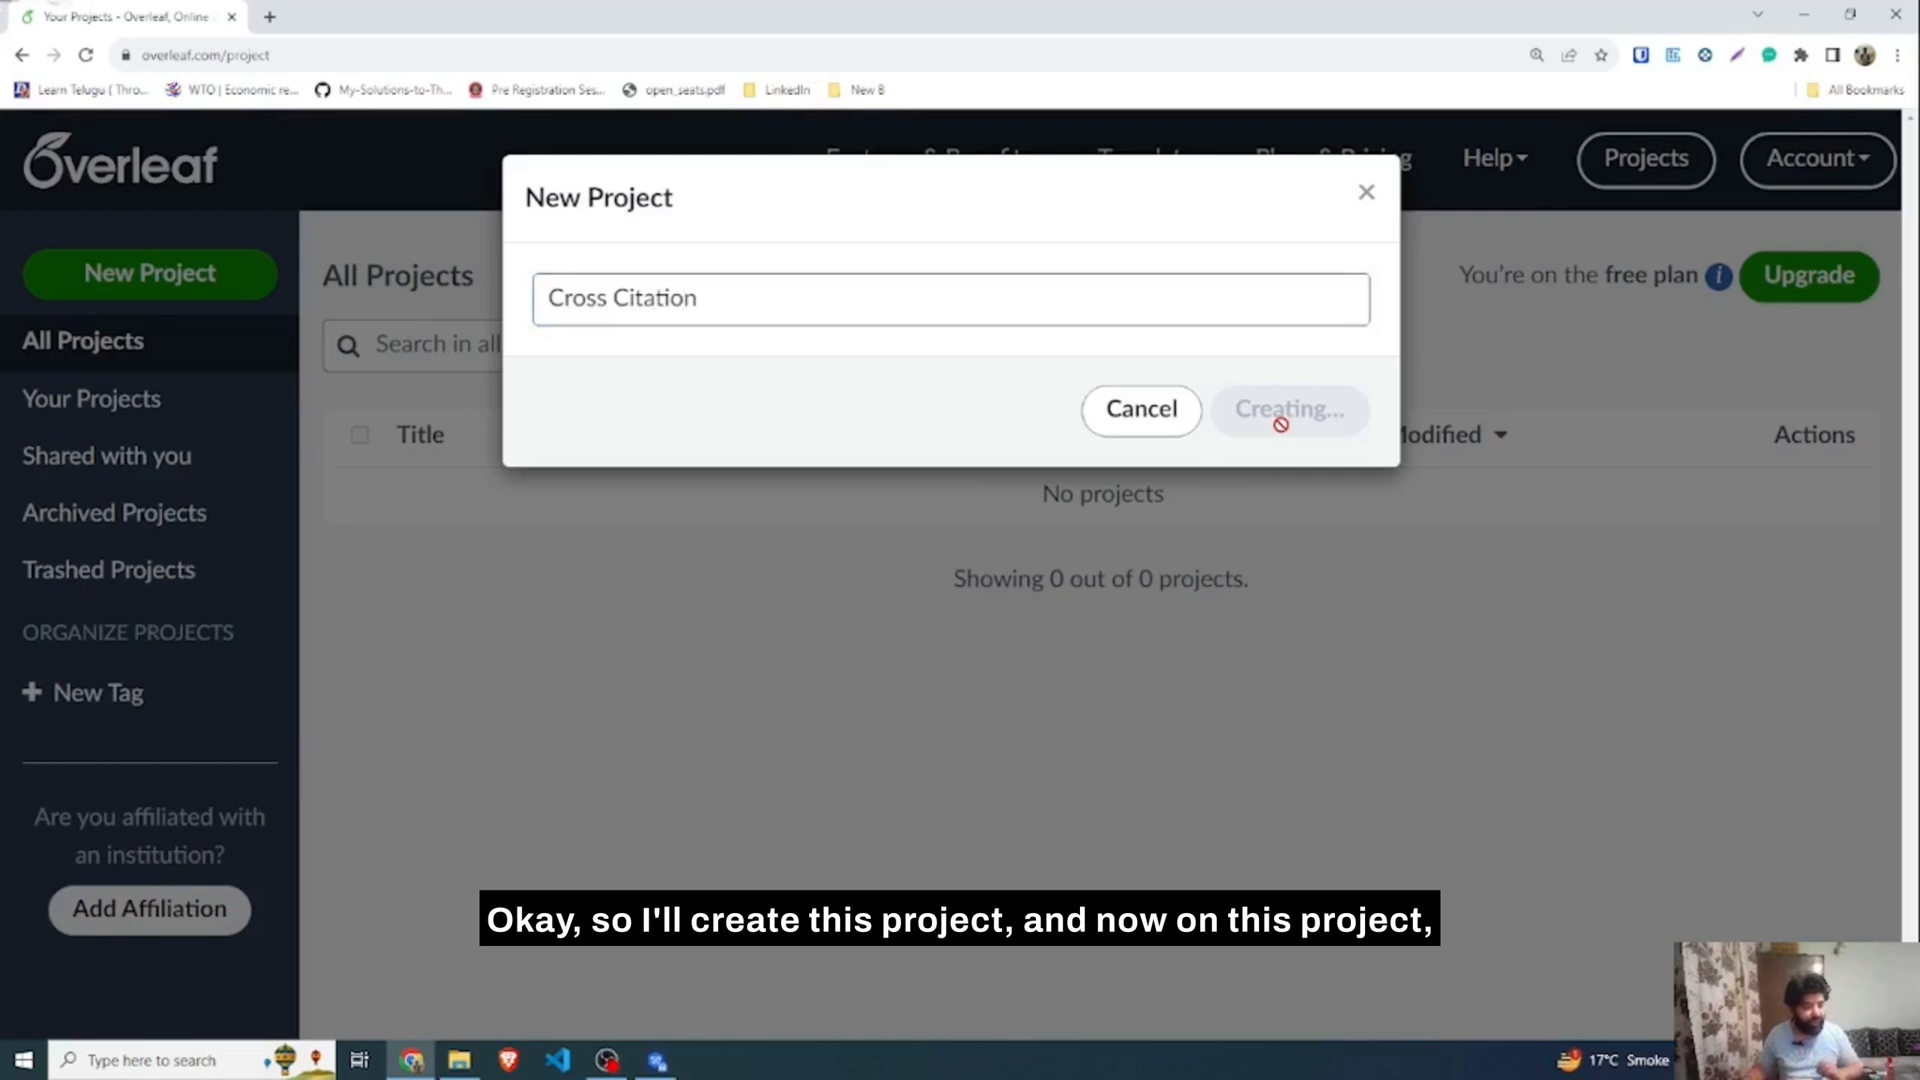 Your Projects - Overleaf, Online
overleaf.com/project
Learn Telugu ( Thro...
WTO | Economic re...
My-Solutions-to-Th...
Pre Registration Ses...
open_seats.pdf
LinkedIn
New B
All Bookmarks
Overleaf
Help
Projects
Account
New Project
×
New Project
All Projects
You're on the free plan
Upgrade
Cross Citation
All Projects
Search in all
Your Projects
Cancel
Creating...
Title
Modified
Actions
Shared with you
No projects
Archived Projects
Trashed Projects
Showing 0 out of 0 projects.
ORGANIZE PROJECTS
+ New Tag
Are you affiliated with
an institution?
Add Affiliation
Okay, so I'll create this project, and now on this project,
Type here to search
17°C Smoke